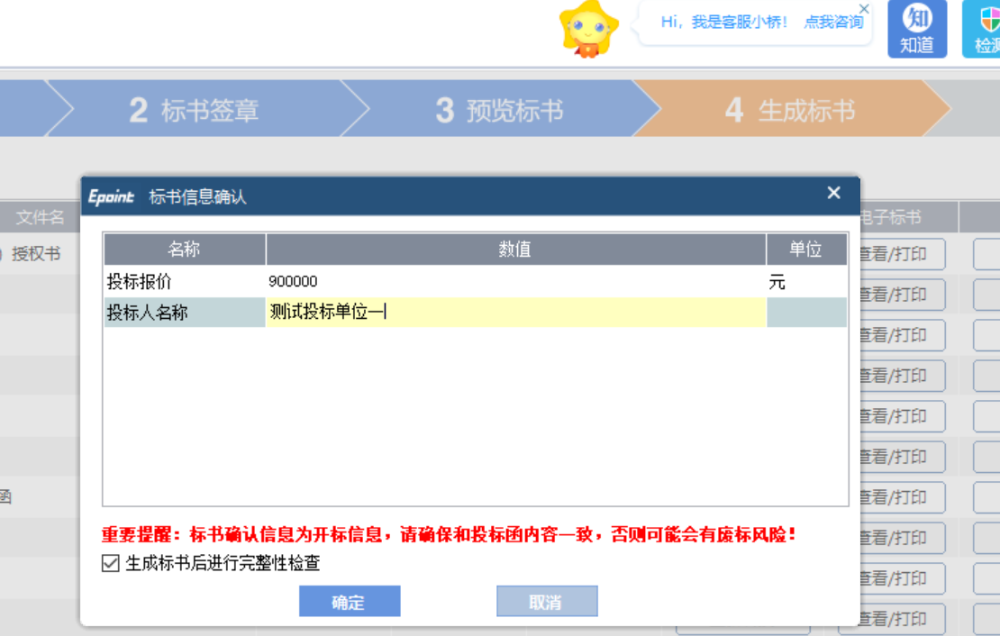 Hi，我是客服小桥！ 点我咨询
知
知道
检测
2 标书签章
3 预览标书
4 生成标书
文件名
电子标书
授权书
Epoint 标书信息确认
名称 数值 单位
投标报价 900000 元
投标人名称 测试投标单位一
查看/打印
查看/打印
查看/打印
查看/打印
查看/打印
查看/打印
函
查看/打印
查看/打印
查看/打印
查看/打印
重要提醒：标书确认信息为开标信息，请确保和投标函内容一致，否则可能会有废标风险！
生成标书后进行完整性检查
确定 取消